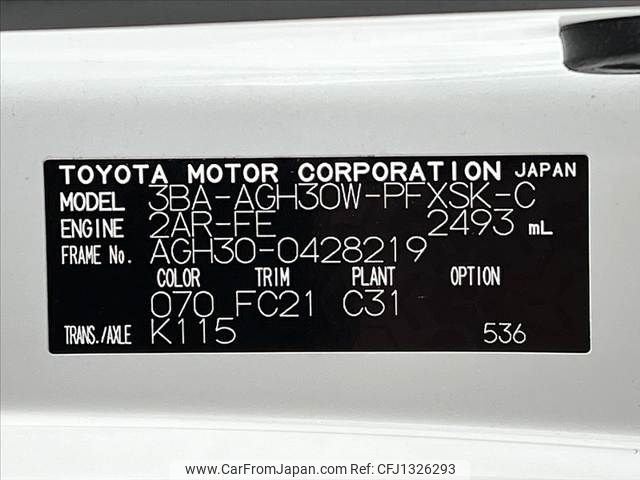 TOYOTA MOTOR CORPORATION JAPAN
MODEL 3BA-AGH30W-PFXSK-C
ENGINE 2AR-FE 2493 mL
FRAME No. AGH30-0428219
COLOR TRIM PLANT OPTION
070 FC21 C31
TRANS./AXLE K115 536
www.CarFromJapan.com - CFJ1326293